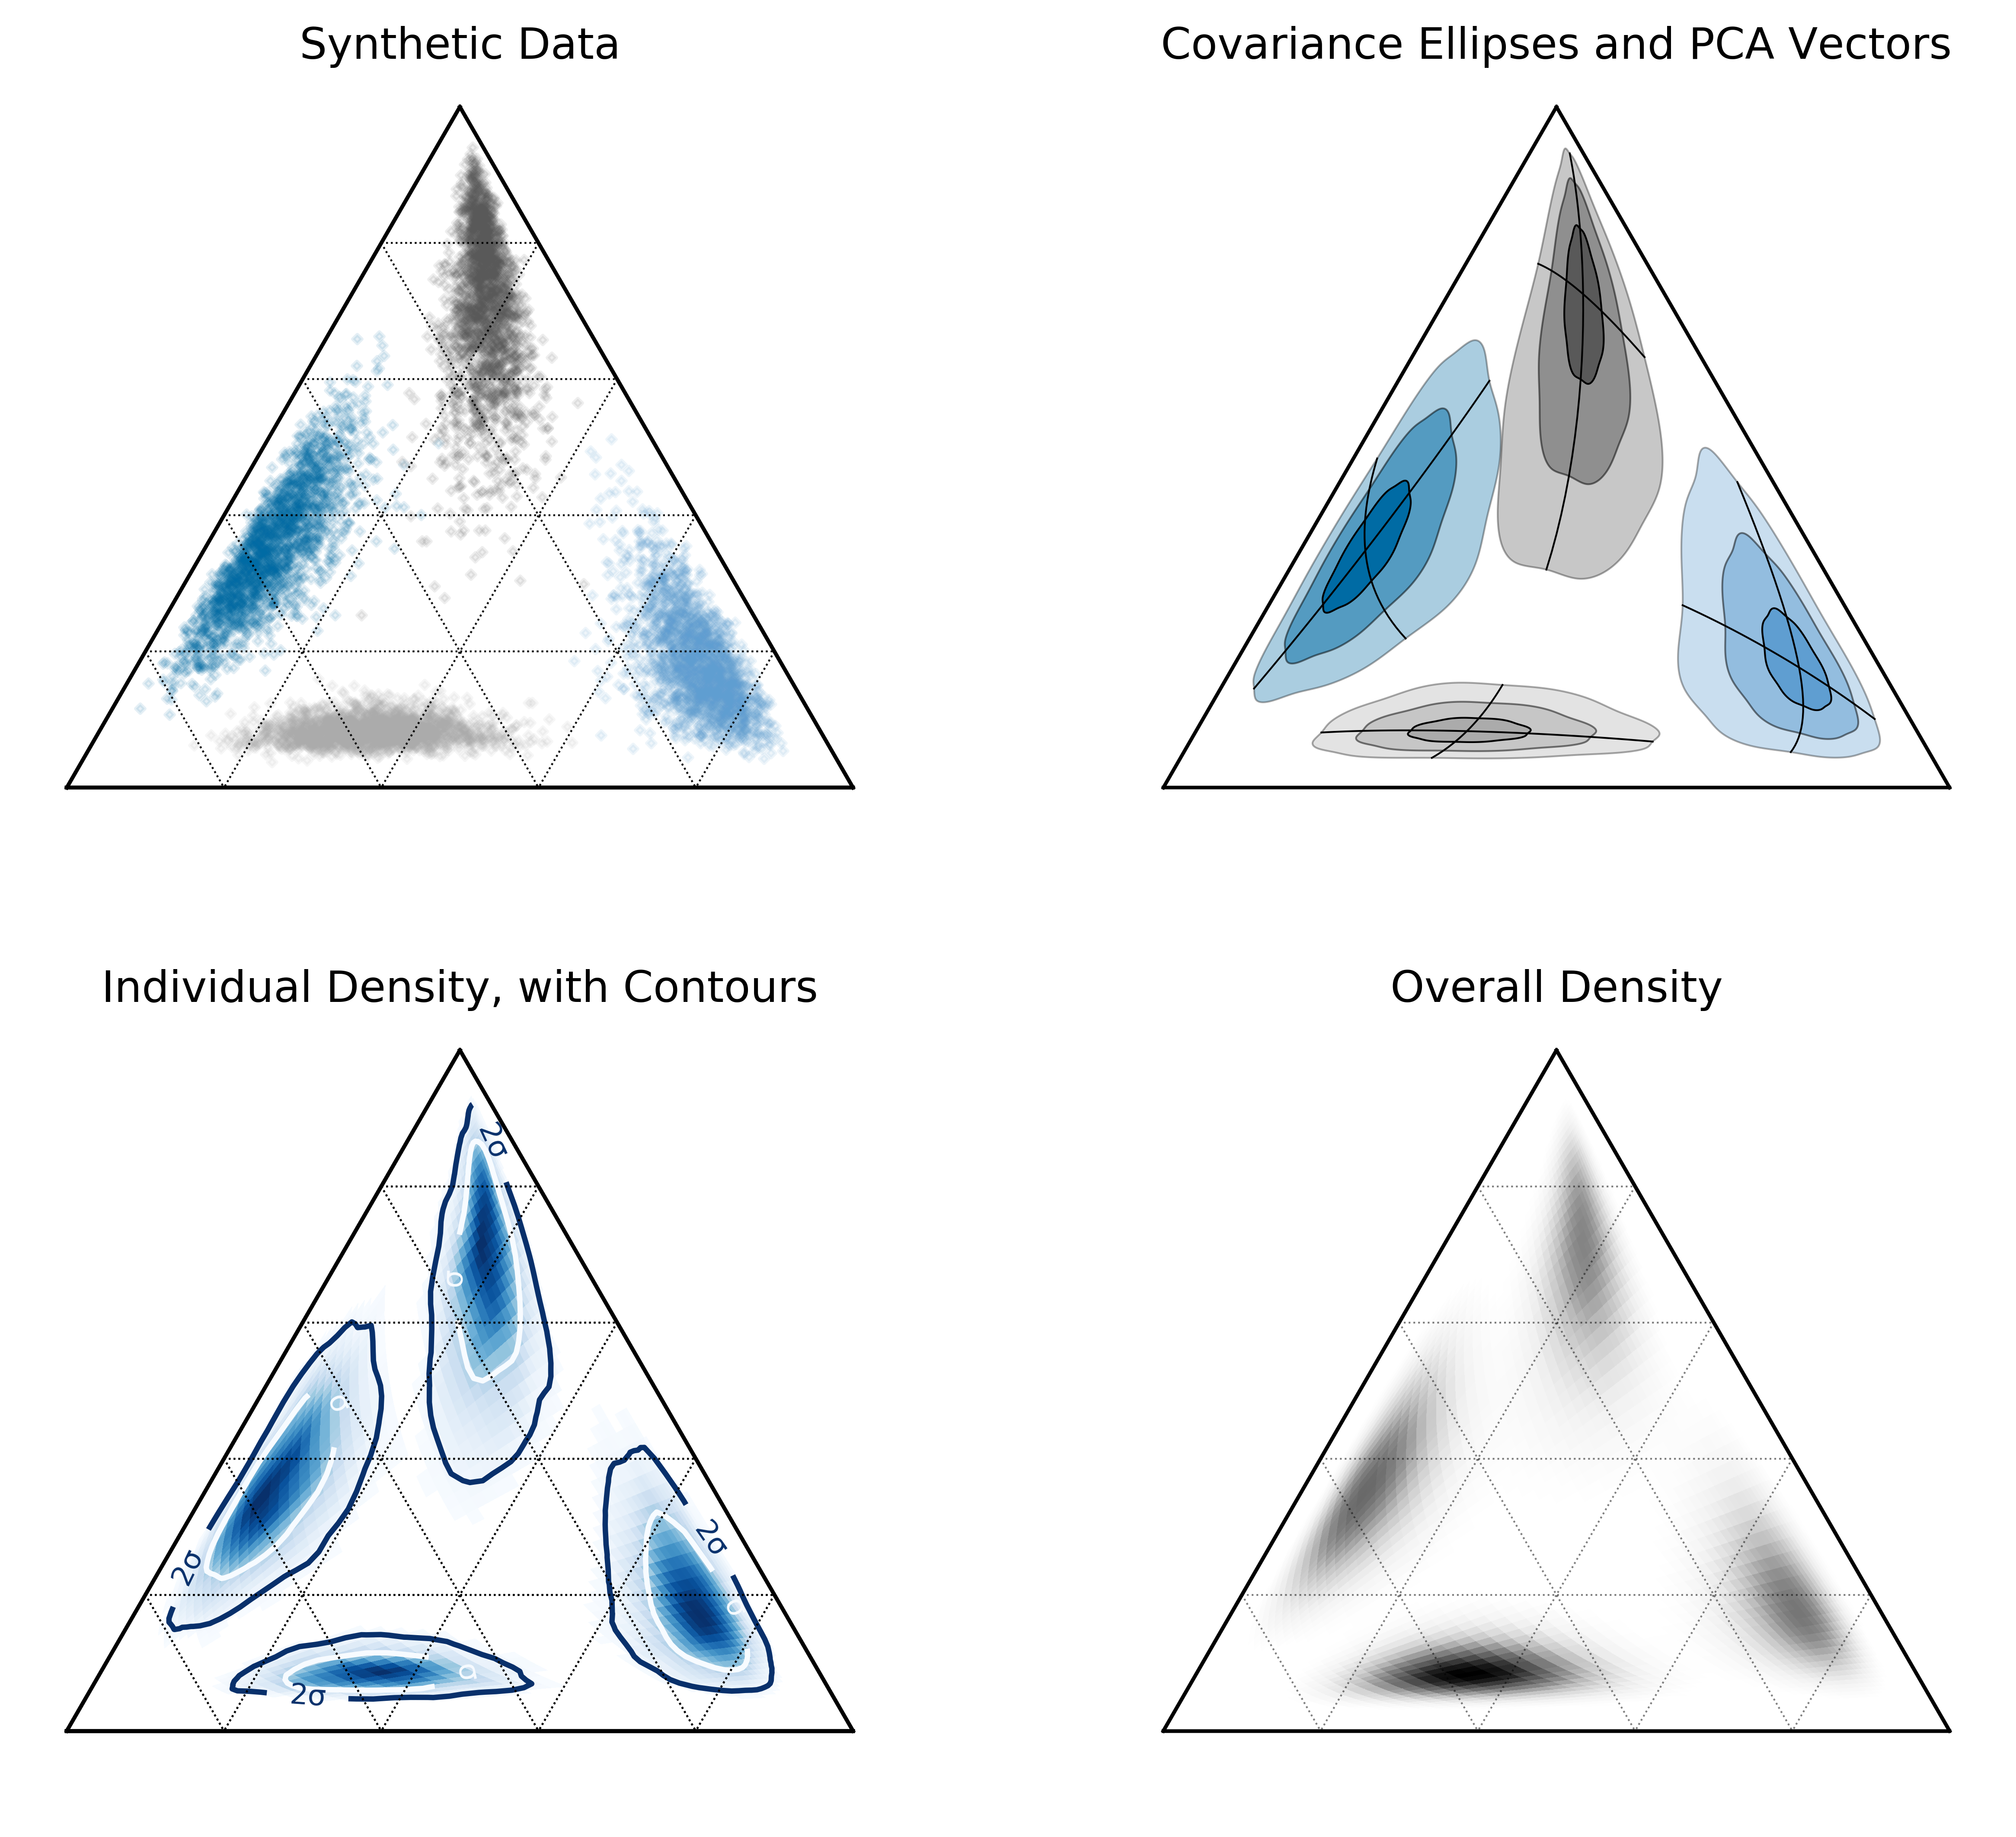 Synthetic Data
Covariance Ellipses and PCA Vectors
Individual Density, with Contours
Overall Density
2σ
σ
σ
2σ
2σ
σ
σ
2σ